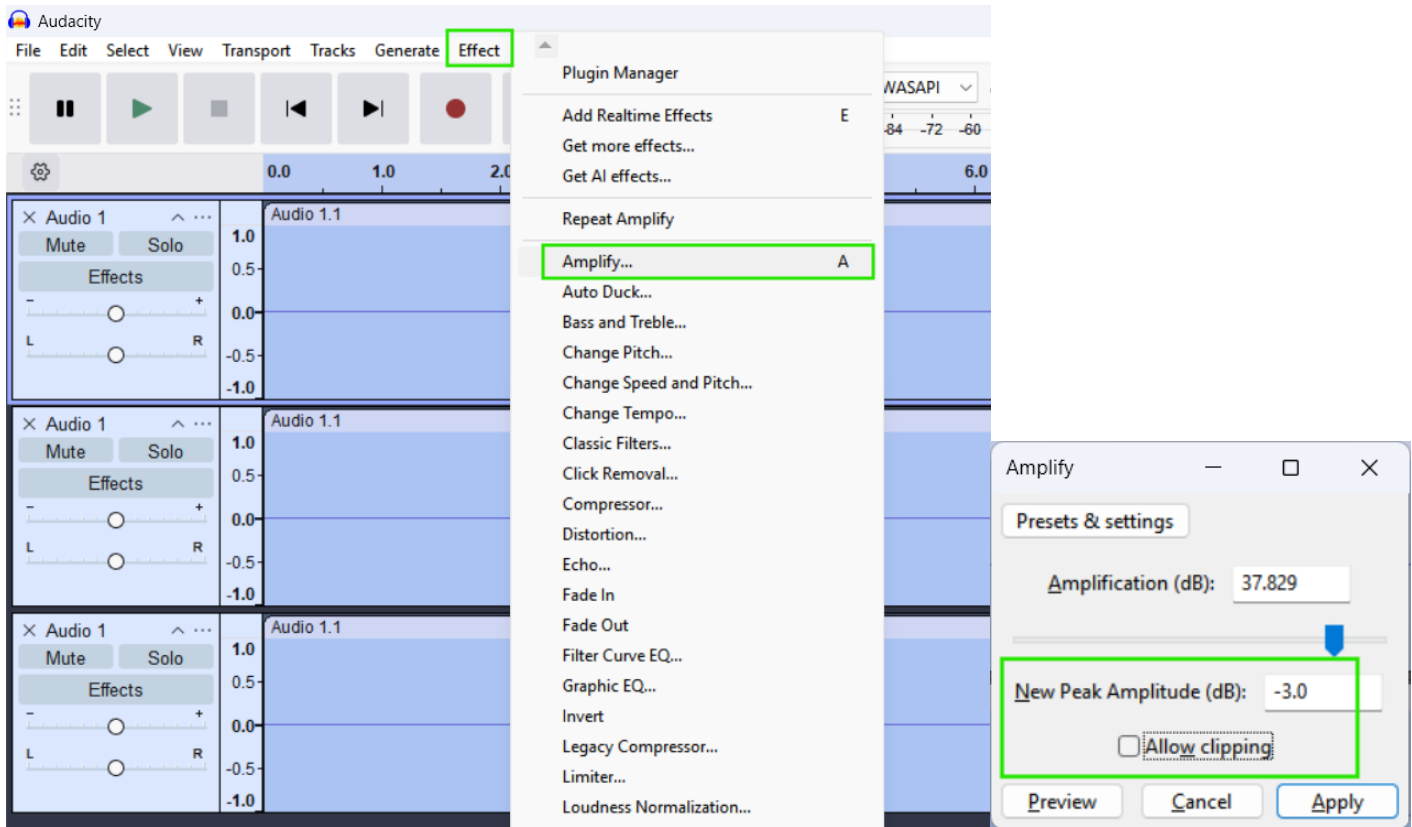 Audacity
File Edit Select View Transport Tracks Generate Effect
WASAPI
-84 -72 -60
0.0 1.0 2.0 6.0
Audio 1
Mute Solo
Effects
- +
L R
1.0
0.5
0.0
-0.5
-1.0
Audio 1.1
Audio 1
Mute Solo
Effects
- +
L R
1.0
0.5
0.0
-0.5
-1.0
Audio 1.1
Audio 1
Mute Solo
Effects
- +
L R
1.0
0.5
0.0
-0.5
-1.0
Audio 1.1
Plugin Manager
Add Realtime Effects E
Get more effects...
Get AI effects...
Repeat Amplify
Amplify... A
Auto Duck...
Bass and Treble...
Change Pitch...
Change Speed and Pitch...
Change Tempo...
Classic Filters...
Click Removal...
Compressor...
Distortion...
Echo...
Fade In
Fade Out
Filter Curve EQ...
Graphic EQ...
Invert
Legacy Compressor...
Limiter...
Loudness Normalization...
Amplify
Presets & settings
Amplification (dB): 37.829
New Peak Amplitude (dB): -3.0
Allow clipping
Preview Cancel Apply